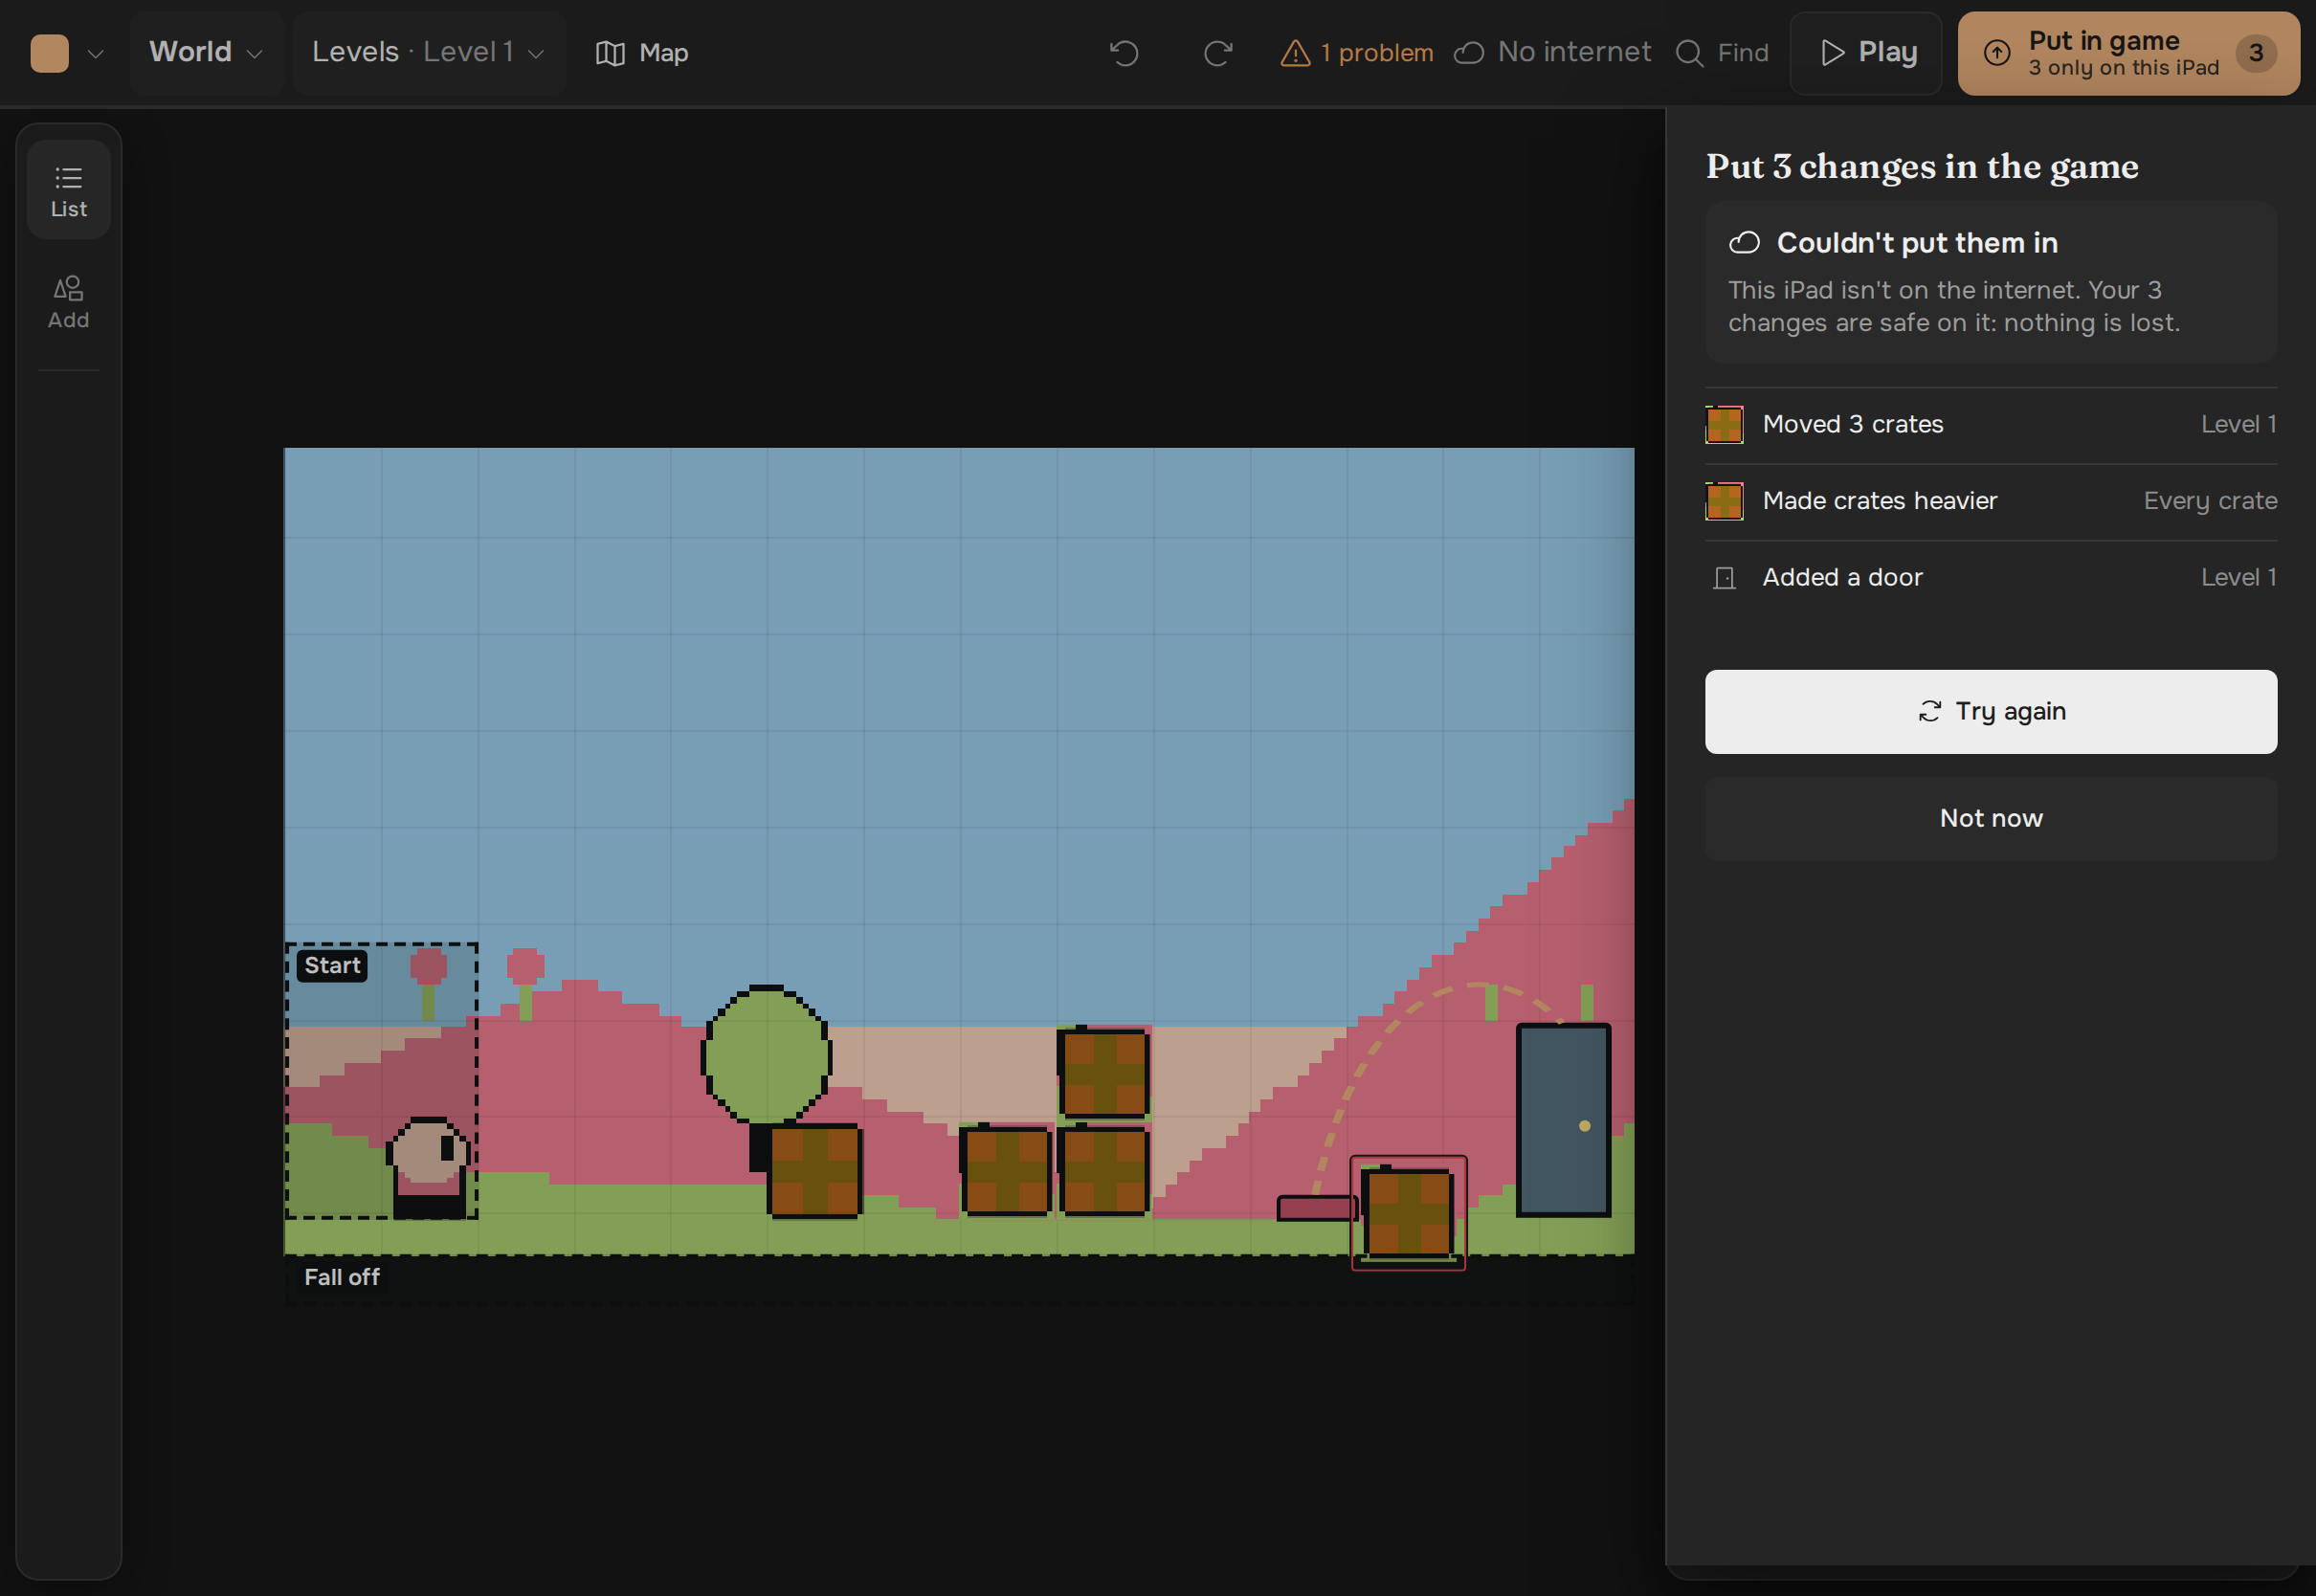 World
Levels · Level 1
Map
1 problem
No internet
Find
Play
Put in game
3 only on this iPad
3
List
Add
Put 3 changes in the game
Couldn't put them in
This iPad isn't on the internet. Your 3
changes are safe on it: nothing is lost.
Moved 3 crates
Level 1
Made crates heavier
Every crate
Added a door
Level 1
Try again
Not now
Start
Fall off